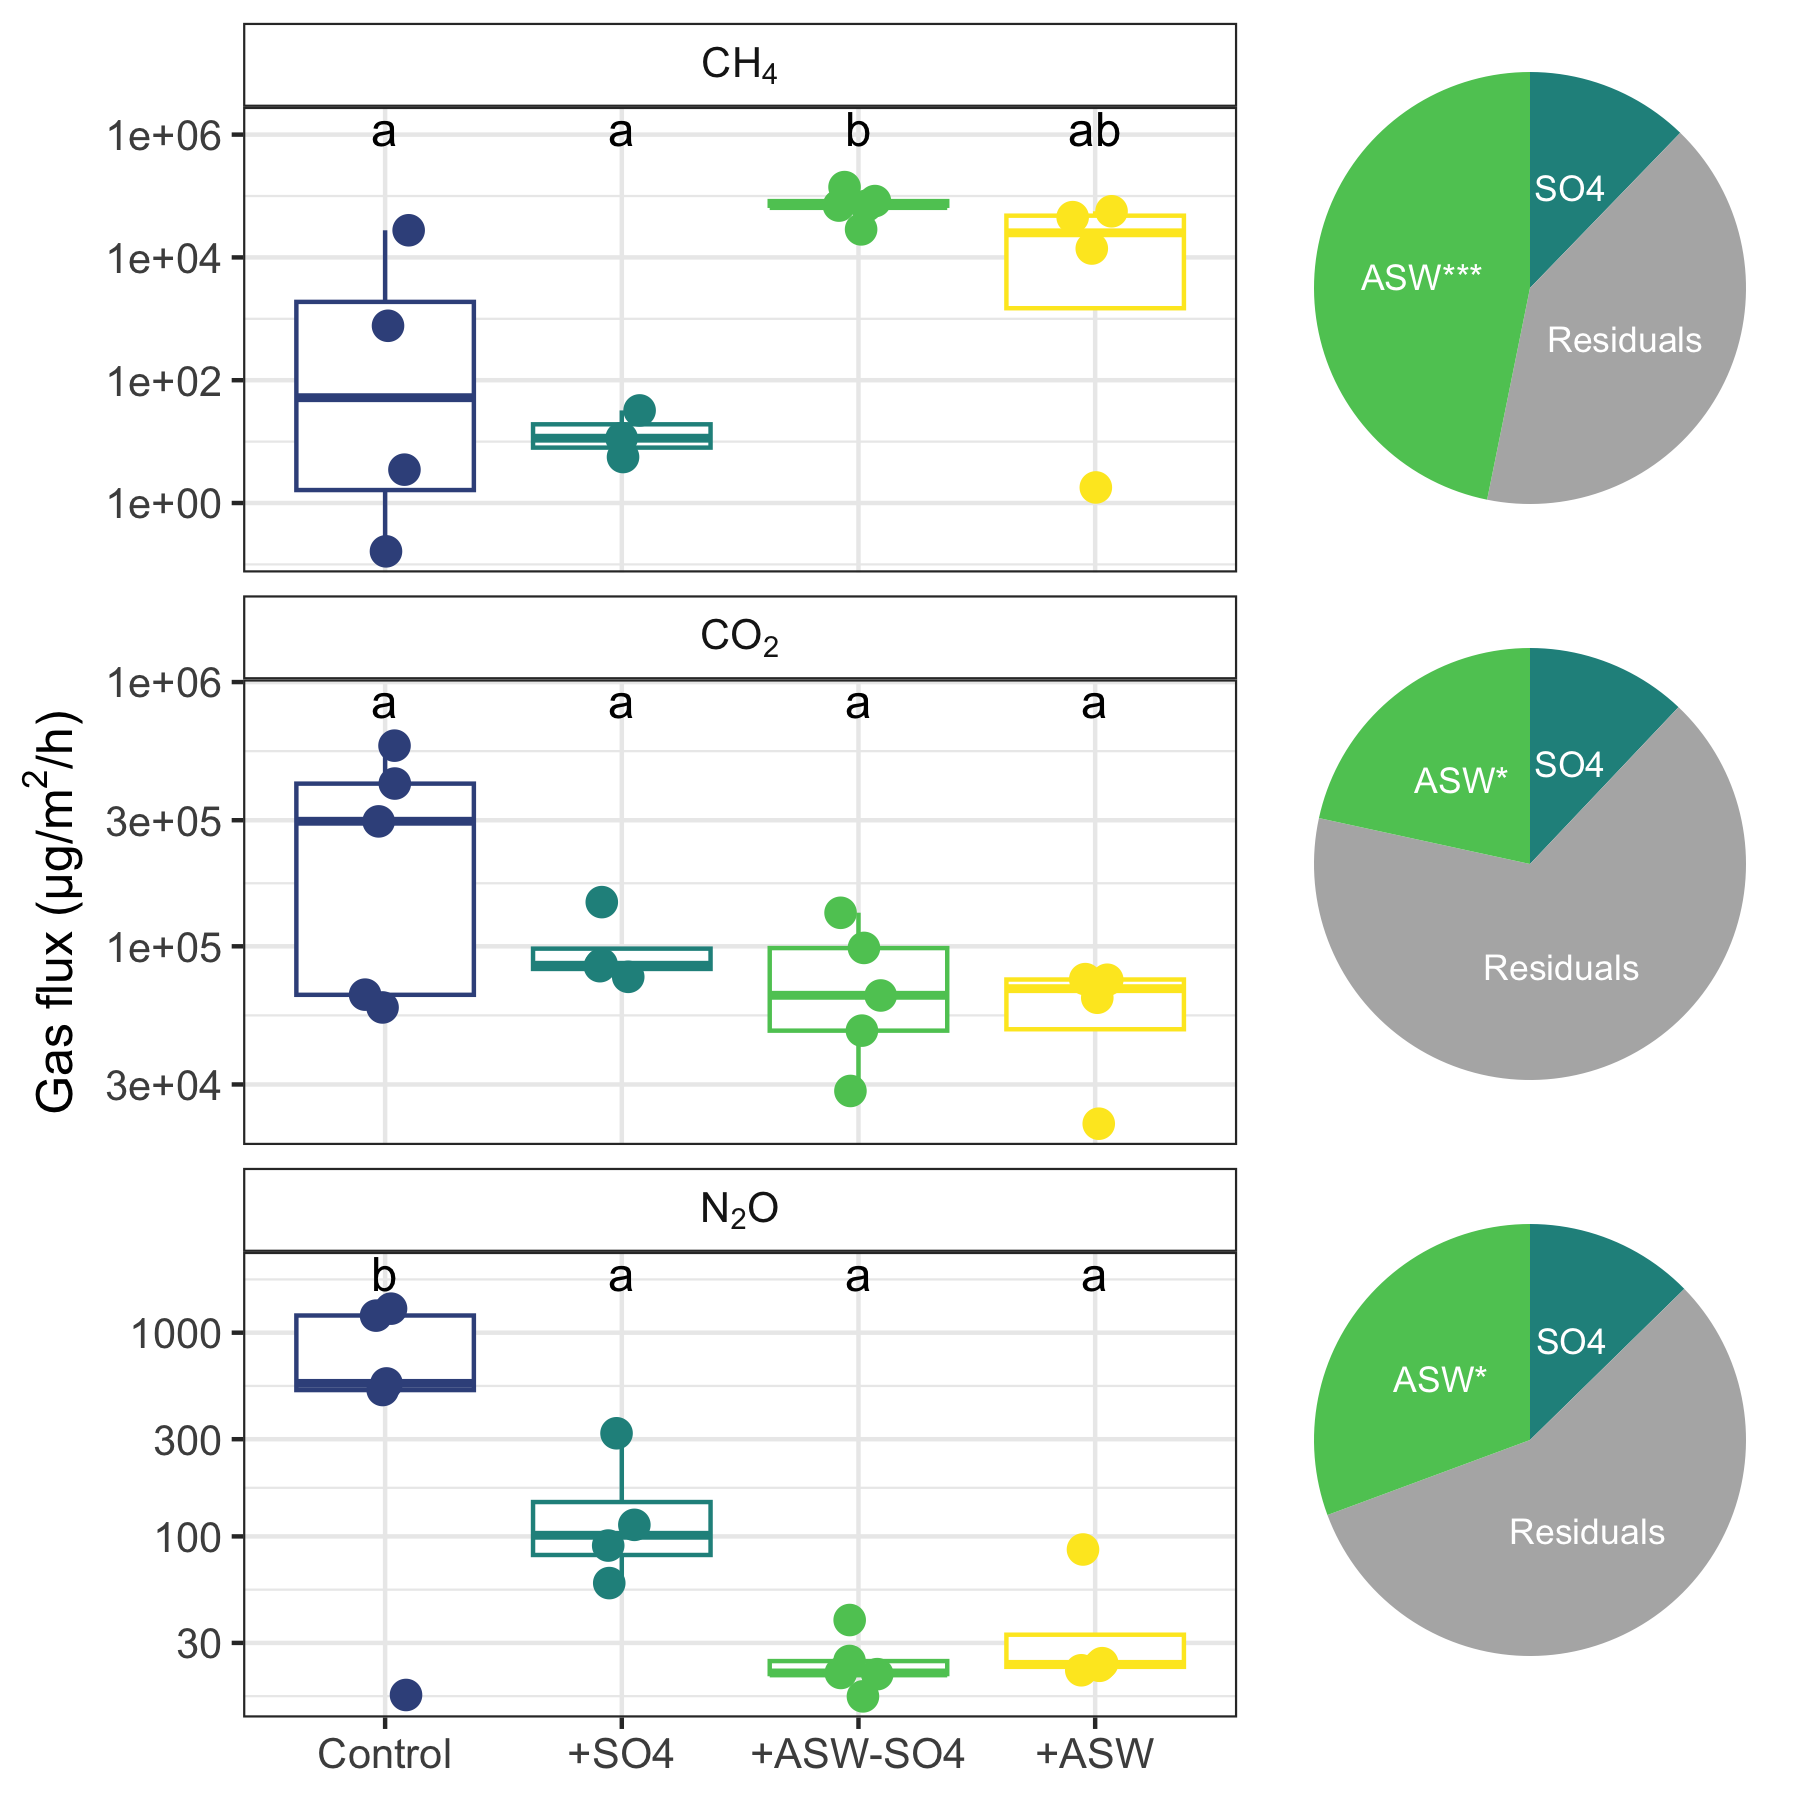 CH₄
1e+06
1e+04
1e+02
1e+00
a a b ab
ASW***
SO4
Residuals
CO₂
1e+06
3e+05
1e+05
3e+04
a a a a
ASW*
SO4
Residuals
Gas flux (µg/m²/h)
N₂O
1000
300
100
30
b a a a
ASW*
SO4
Residuals
Control +SO4 +ASW-SO4 +ASW